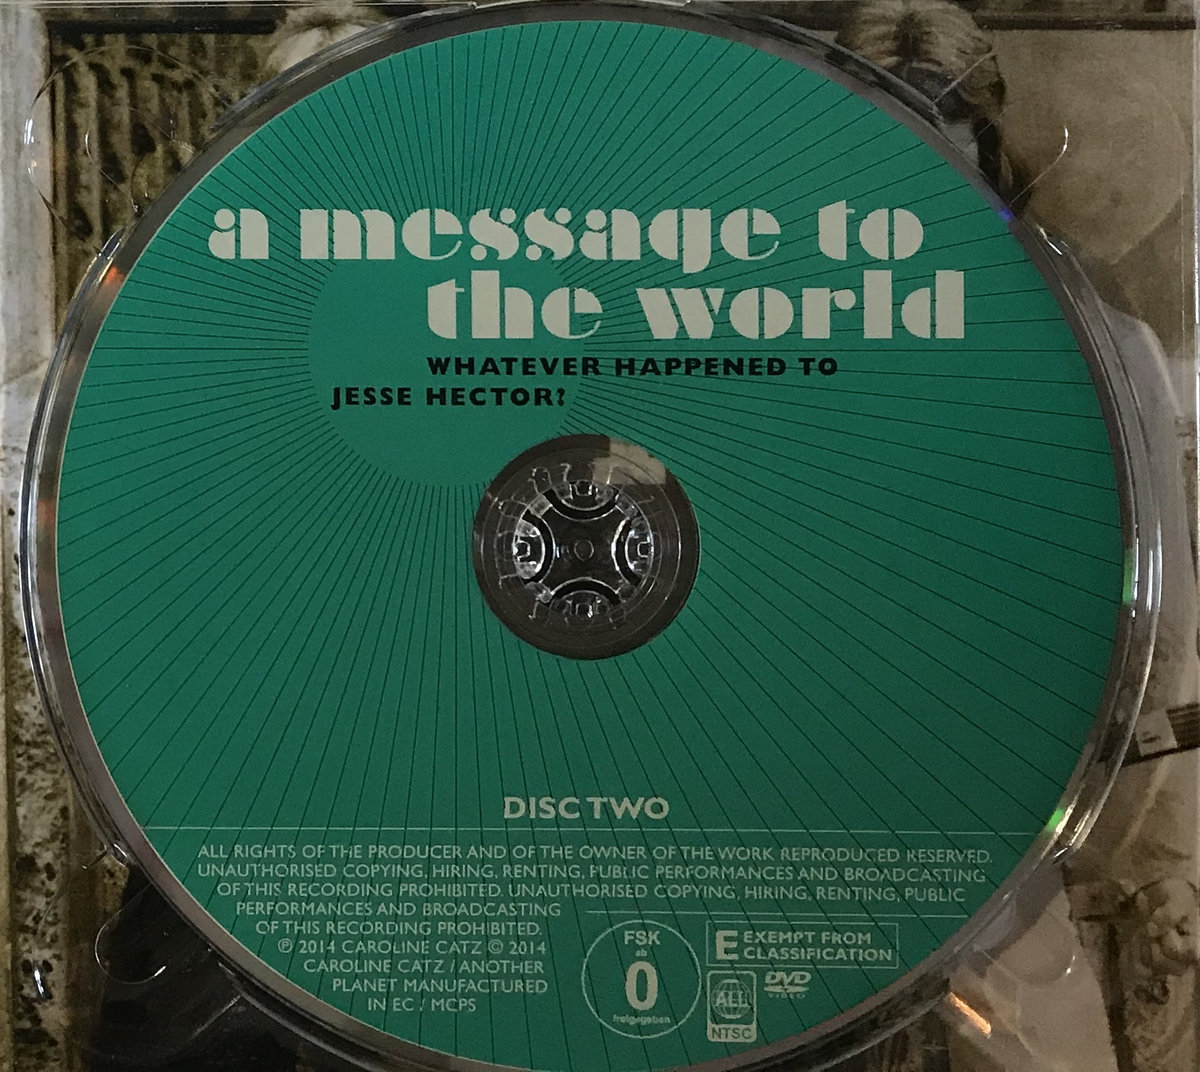 a message to
the world
WHATEVER HAPPENED TO
JESSE HECTOR?
DISC TWO
ALL RIGHTS OF THE PRODUCER AND OF THE OWNER OF THE WORK REPRODUCED RESERVED.
UNAUTHORISED COPYING, HIRING, RENTING, PUBLIC PERFORMANCES AND BROADCASTING
OF THIS RECORDING PROHIBITED. UNAUTHORISED COPYING, HIRING, RENTING, PUBLIC
PERFORMANCES AND BROADCASTING
OF THIS RECORDING PROHIBITED.
℗ 2014 CAROLINE CATZ © 2014
CAROLINE CATZ / ANOTHER
PLANET MANUFACTURED
IN EC / MCPS
FSK
ab
0
freigegeben
E EXEMPT FROM
CLASSIFICATION
ALL
NTSC
DVD
VIDEO